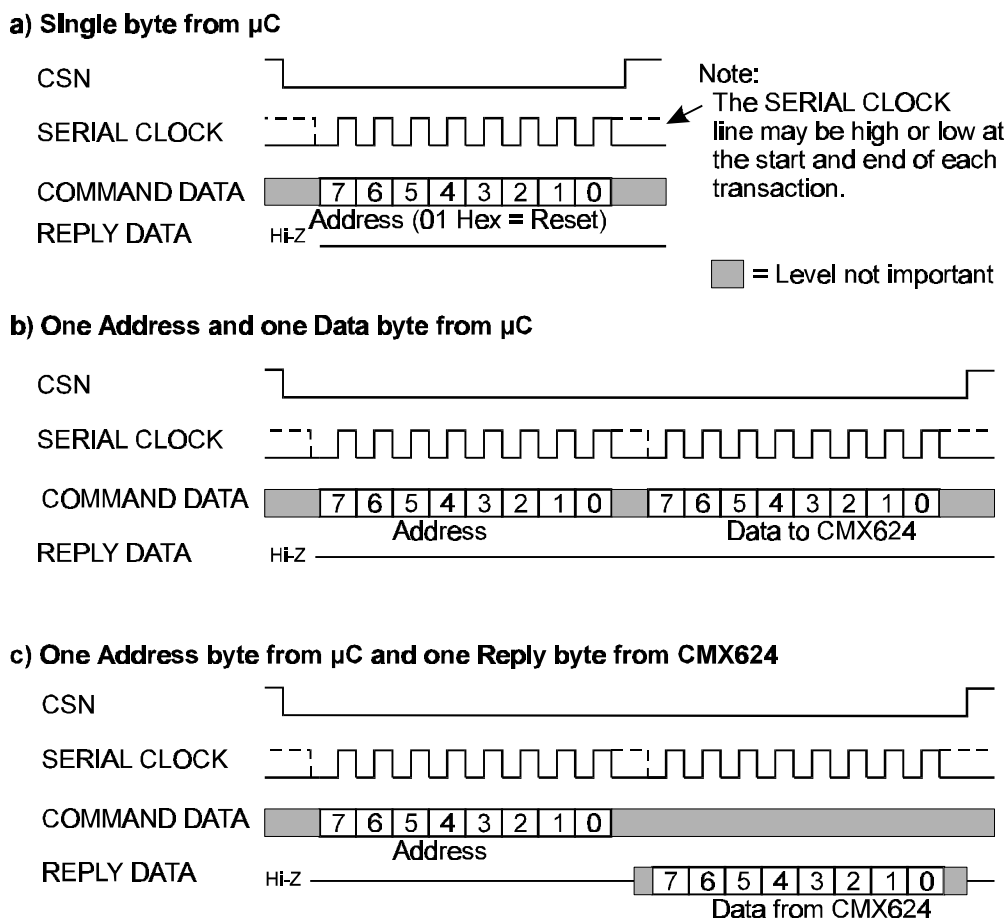 a) Single byte from µC
CSN
SERIAL CLOCK
Note:
The SERIAL CLOCK
line may be high or low at
the start and end of each
transaction.
COMMAND DATA 7 6 5 4 3 2 1 0
Address (01 Hex = Reset)
REPLY DATA Hi-Z
= Level not important
b) One Address and one Data byte from µC
CSN
SERIAL CLOCK
COMMAND DATA 7 6 5 4 3 2 1 0 7 6 5 4 3 2 1 0
Address Data to CMX624
REPLY DATA Hi-Z
c) One Address byte from µC and one Reply byte from CMX624
CSN
SERIAL CLOCK
COMMAND DATA 7 6 5 4 3 2 1 0
Address
REPLY DATA Hi-Z 7 6 5 4 3 2 1 0
Data from CMX624